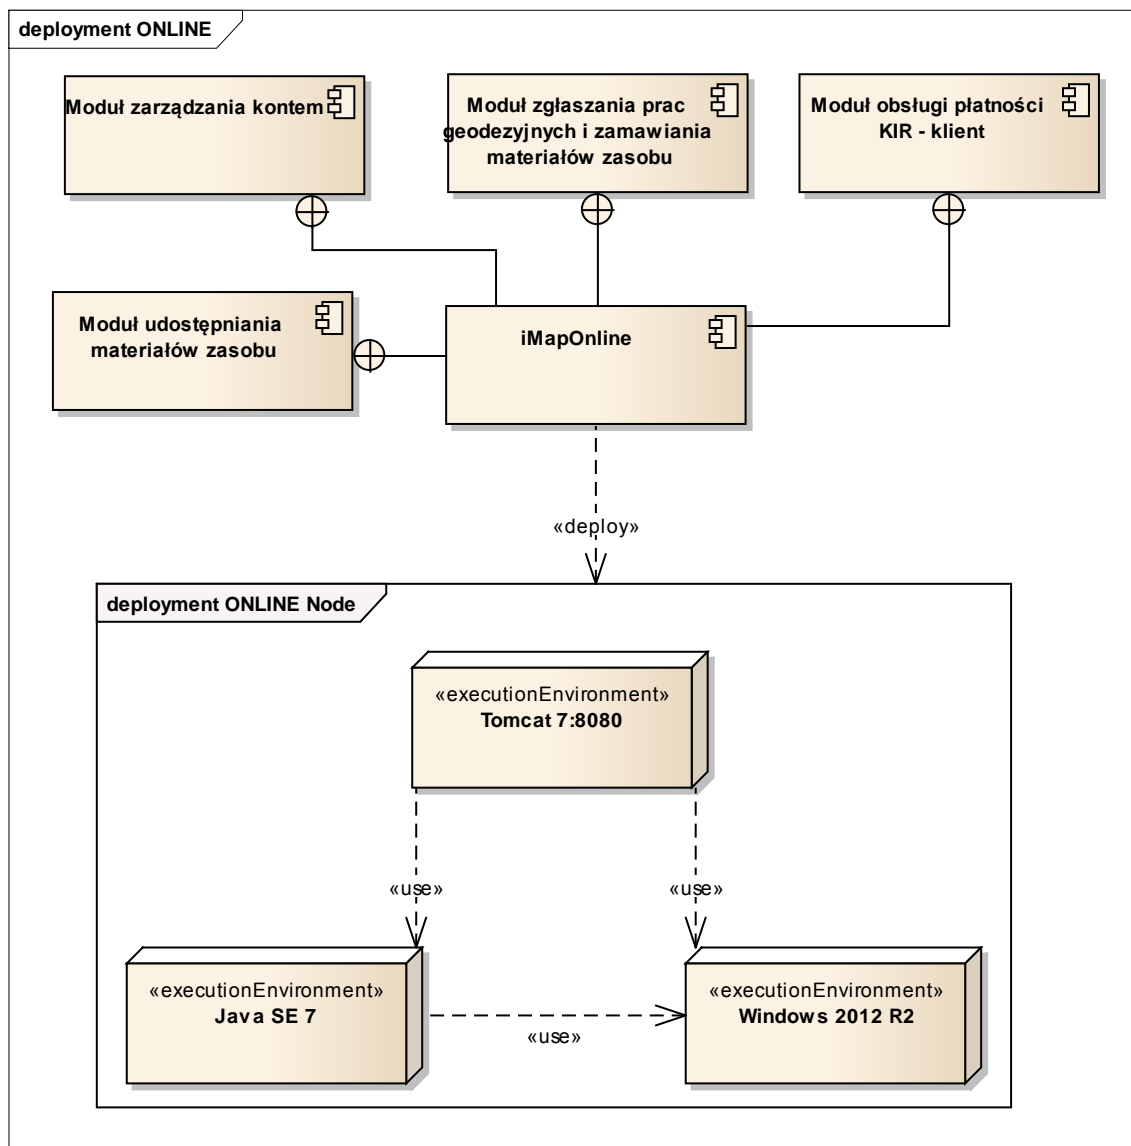 deployment ONLINE
Moduł zarządzania kontem
Moduł zgłaszania prac
geodezyjnych i zamawiania
materiałów zasobu
Moduł obsługi płatności
KIR - klient
Moduł udostępniania
materiałów zasobu
iMapOnline
«deploy»
deployment ONLINE Node
«executionEnvironment»
Tomcat 7:8080
«use»
«use»
«executionEnvironment»
Java SE 7
«use»
«executionEnvironment»
Windows 2012 R2